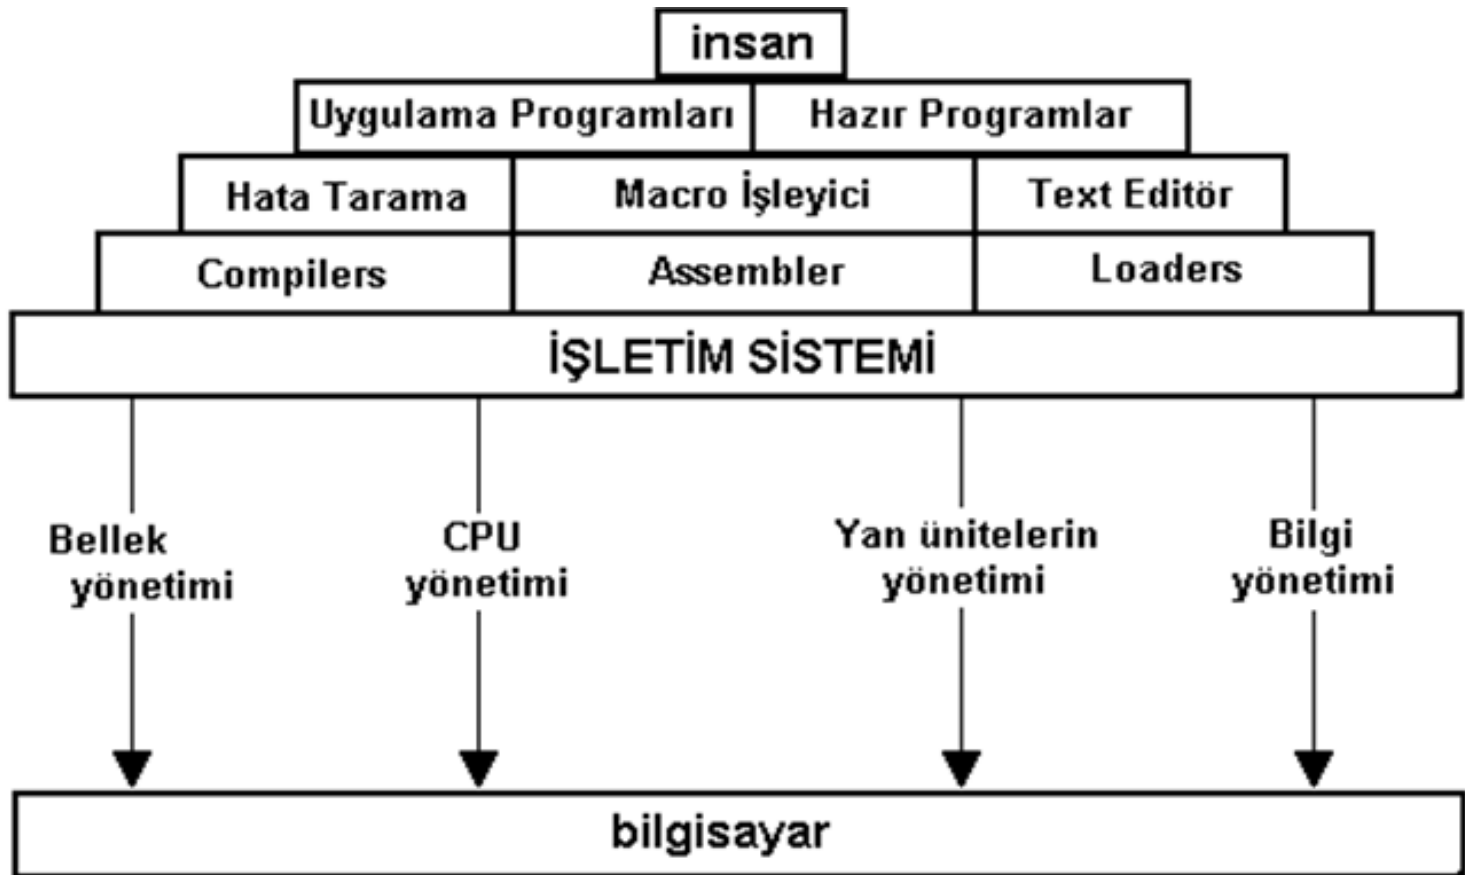 insan
Uygulama Programları
Hazır Programlar
Hata Tarama
Macro İşleyici
Text Editör
Compilers
Assembler
Loaders
İŞLETİM SİSTEMİ
Bellek
yönetimi
CPU
yönetimi
Yan ünitelerin
yönetimi
Bilgi
yönetimi
bilgisayar